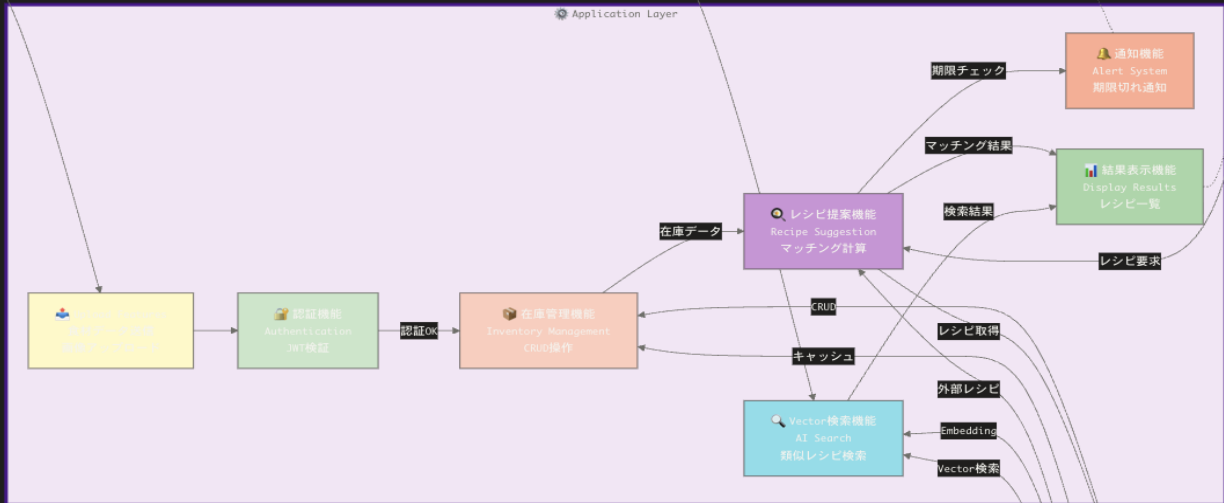 Application Layer
通知機能
Alert System
期限切れ通知
期限チェック
マッチング結果
結果表示機能
Display Results
レシピ一覧
検索結果
レシピ提案機能
Recipe Suggestion
マッチング計算
在庫データ
レシピ要求
認証機能
Authentication
JWT検証
認証OK
在庫管理機能
Inventory Management
CRUD操作
CRUD
レシピ取得
キャッシュ
外部レシピ
Vector検索機能
AI Search
類似レシピ検索
Embedding
Vector検索